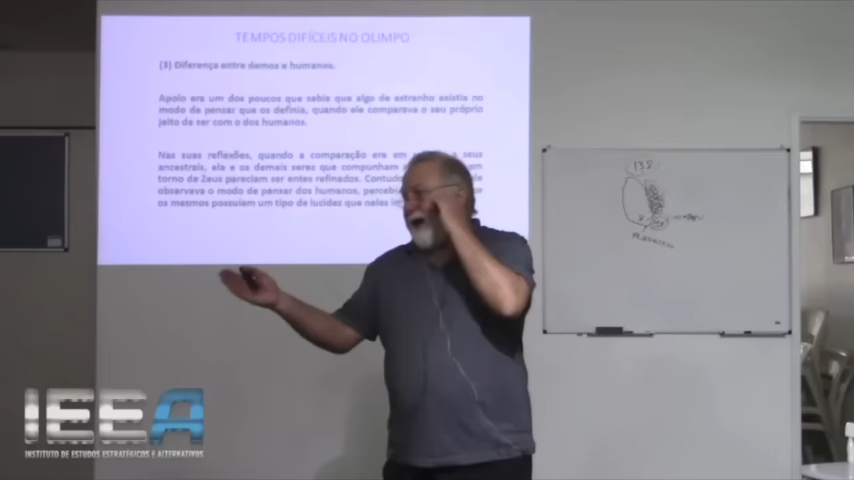 TEMPOS DIFÍCEIS NO OLIMPO
(3) Diferença entre demos e humanos.
Apolo era um dos poucos que sabia que algo de estranho existia no
modo de pensar que os definia, quando ele comparava o seu próprio
jeito de ser com o dos humanos.
Nas suas reflexões, quando a comparação era em seus
ancestrais, ele e os demais seres que compunham em
torno de Zeus pareciam ser entes refinados. Contudo
observava o modo de pensar dos humanos,
os mesmos possuíam um tipo de lucidez que neles
135
IEEA
INSTITUTO DE ESTUDOS ESTRATÉGICOS E ALTERNATIVOS